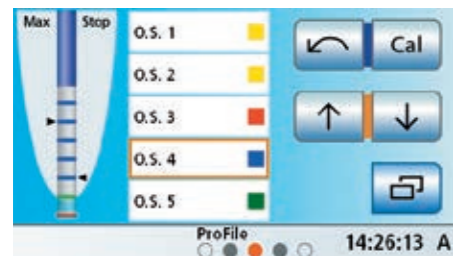 Max Stop
O.S. 1
O.S. 2
O.S. 3
O.S. 4
O.S. 5
Cal
ProFile
14:26:13 A